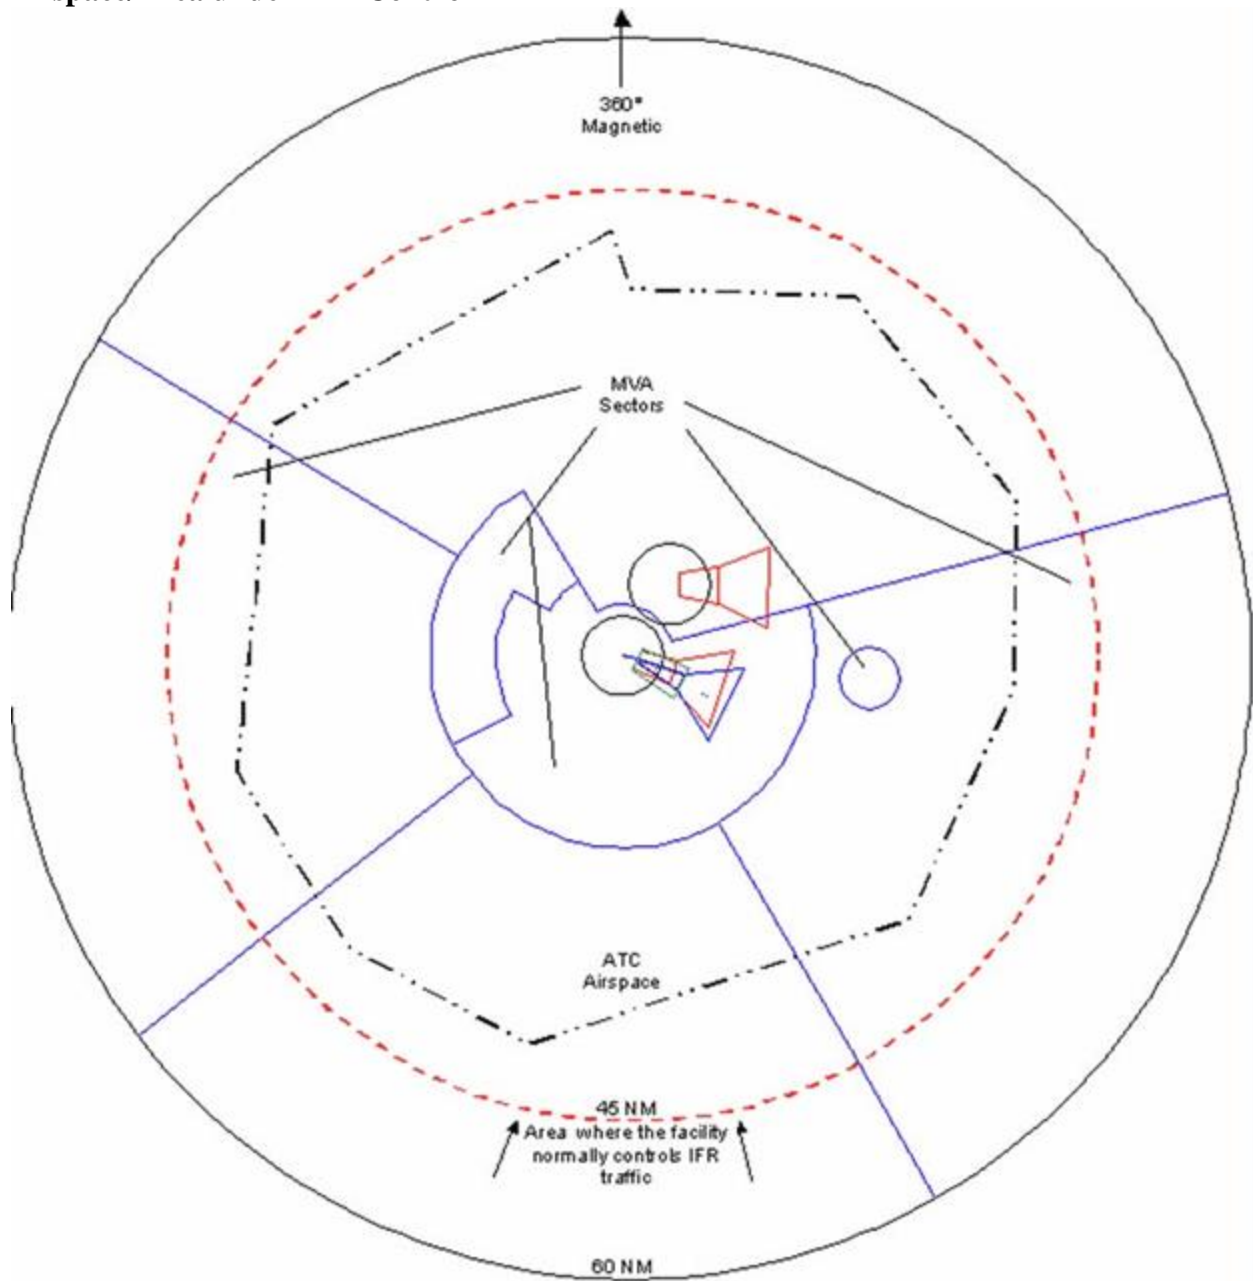 360°
Magnetic
MVA
Sectors
ATC
Airspace
45 NM
Area where the facility
normally controls IFR
traffic
60 NM